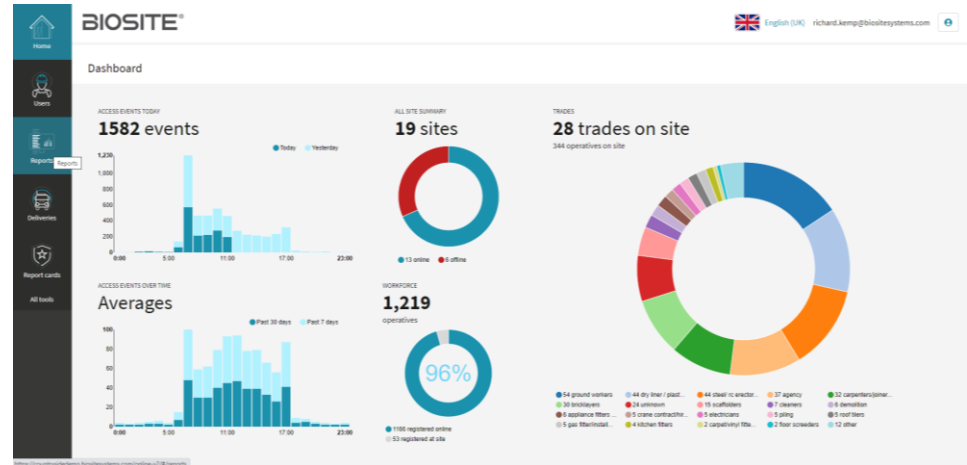 BIOSITE®
English (UK) richard.kemp@biositesystems.com
Home
Users
Reports
Reports
Deliveries
Report cards
All tools
Dashboard
ACCESS EVENTS TODAY
1582 events
Today Yesterday
1,230
1,000
800
600
400
200
0
0:00 5:00 11:00 17:00 23:00
ALL SITE SUMMARY
19 sites
13 online 6 offline
TRADES
28 trades on site
344 operatives on site
ACCESS EVENTS OVER TIME
Averages
Past 30 days Past 7 days
100
80
60
40
20
0:00 5:00 11:00 17:00 23:00
WORKFORCE
1,219
operatives
96%
1166 registered online
53 registered at site
54 ground workers 44 dry liner / plaut... 44 steel/ rc erector... 37 agency 32 carpenters/joiner...
30 bricklayers 24 unknown 15 scaffolders 7 cleaners 6 demolition
6 appliance fitters ... 5 crane contract/hir... 5 electricians 5 piling 5 roof tilers
5 gas fitter/install... 4 kitchen fitters 2 carpet/vinyl fitte... 2 floor screeders 12 other